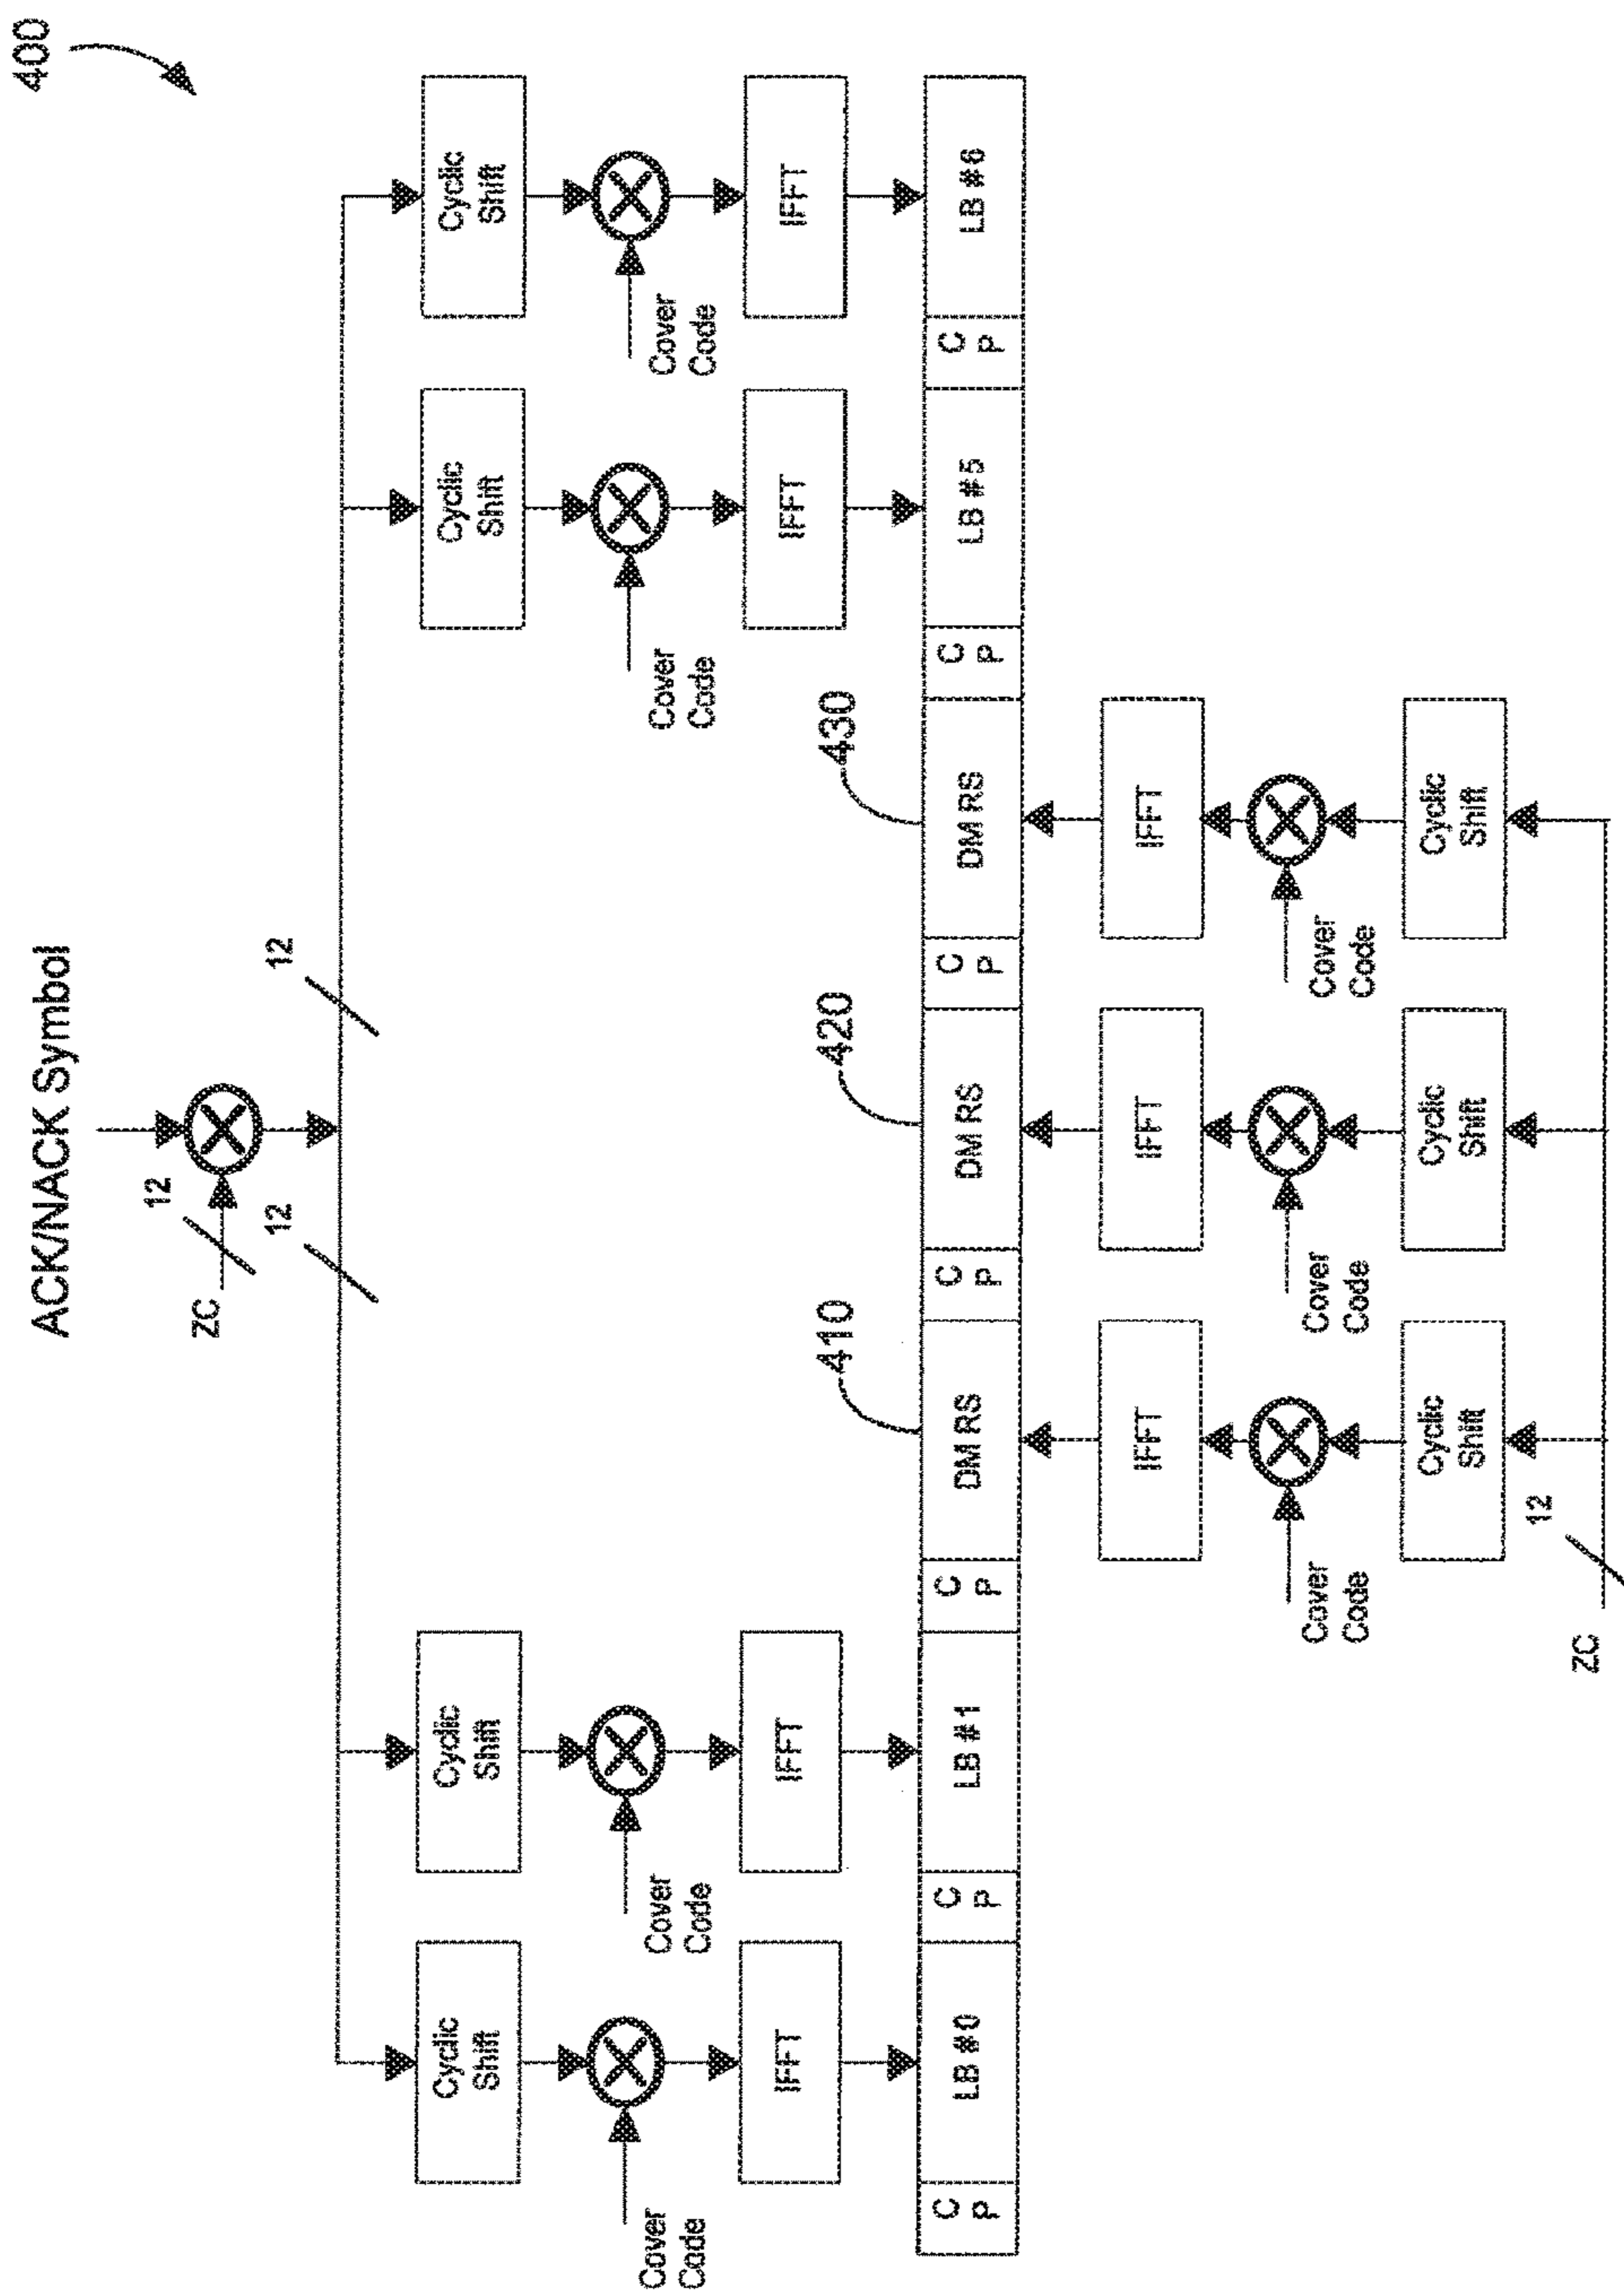 400
ACK/NACK Symbol
12
ZC
12
12
Cyclic
Shift
Cyclic
Shift
Cyclic
Shift
Cyclic
Shift
Cover
Code
Cover
Code
Cover
Code
Cover
Code
IFFT
IFFT
IFFT
IFFT
410
420
430
C
P
LB #0
C
P
LB #1
C
P
DM RS
C
P
DM RS
C
P
DM RS
C
P
LB #5
C
P
LB #6
IFFT
IFFT
IFFT
Cover
Code
Cover
Code
Cover
Code
Cyclic
Shift
Cyclic
Shift
Cyclic
Shift
12
ZC